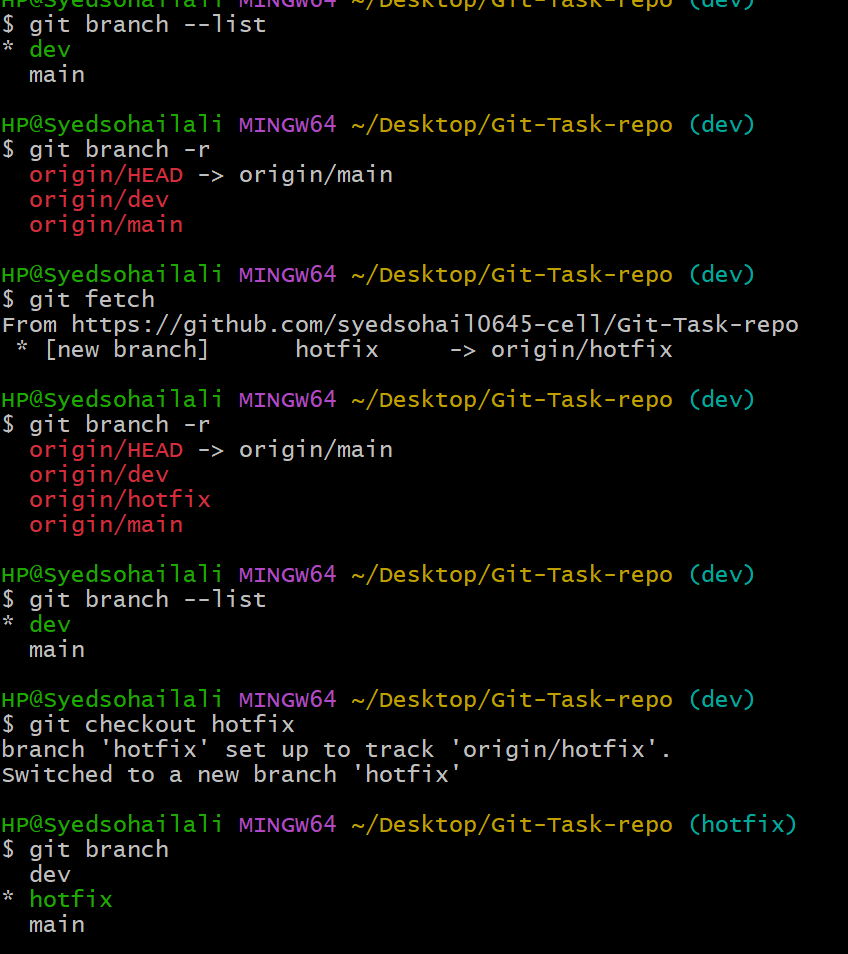 HP@Syedsohailali MINGW64 ~/Desktop/Git-Task-repo (dev)
$ git branch --list
* dev
  main

HP@Syedsohailali MINGW64 ~/Desktop/Git-Task-repo (dev)
$ git branch -r
  origin/HEAD -> origin/main
  origin/dev
  origin/main

HP@Syedsohailali MINGW64 ~/Desktop/Git-Task-repo (dev)
$ git fetch
From https://github.com/syedsohail0645-cell/Git-Task-repo
 * [new branch]      hotfix     -> origin/hotfix

HP@Syedsohailali MINGW64 ~/Desktop/Git-Task-repo (dev)
$ git branch -r
  origin/HEAD -> origin/main
  origin/dev
  origin/hotfix
  origin/main

HP@Syedsohailali MINGW64 ~/Desktop/Git-Task-repo (dev)
$ git branch --list
* dev
  main

HP@Syedsohailali MINGW64 ~/Desktop/Git-Task-repo (dev)
$ git checkout hotfix
branch 'hotfix' set up to track 'origin/hotfix'.
Switched to a new branch 'hotfix'

HP@Syedsohailali MINGW64 ~/Desktop/Git-Task-repo (hotfix)
$ git branch
  dev
* hotfix
  main